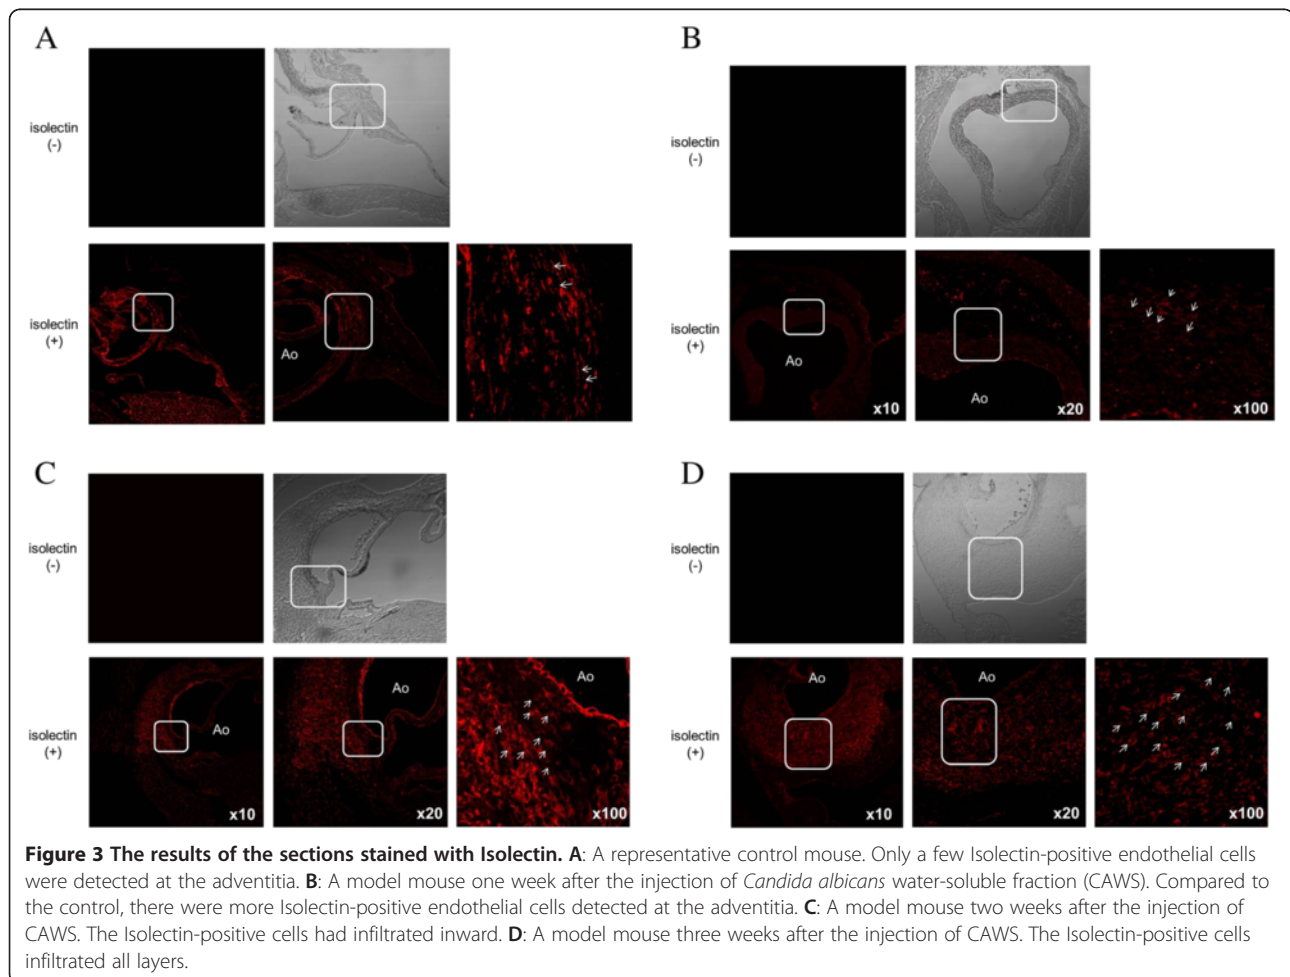 A
isolectin
(-)
isolectin
(+)
Ao
B
isolectin
(-)
isolectin
(+)
Ao
x10
Ao
x20
x100
C
isolectin
(-)
isolectin
(+)
Ao
x10
Ao
x20
Ao
x100
D
isolectin
(-)
isolectin
(+)
Ao
x10
Ao
x20
x100
Figure 3 The results of the sections stained with Isolectin. A: A representative control mouse. Only a few Isolectin-positive endothelial cells
were detected at the adventitia. B: A model mouse one week after the injection of Candida albicans water-soluble fraction (CAWS). Compared to
the control, there were more Isolectin-positive endothelial cells detected at the adventitia. C: A model mouse two weeks after the injection of
CAWS. The Isolectin-positive cells had infiltrated inward. D: A model mouse three weeks after the injection of CAWS. The Isolectin-positive cells
infiltrated all layers.